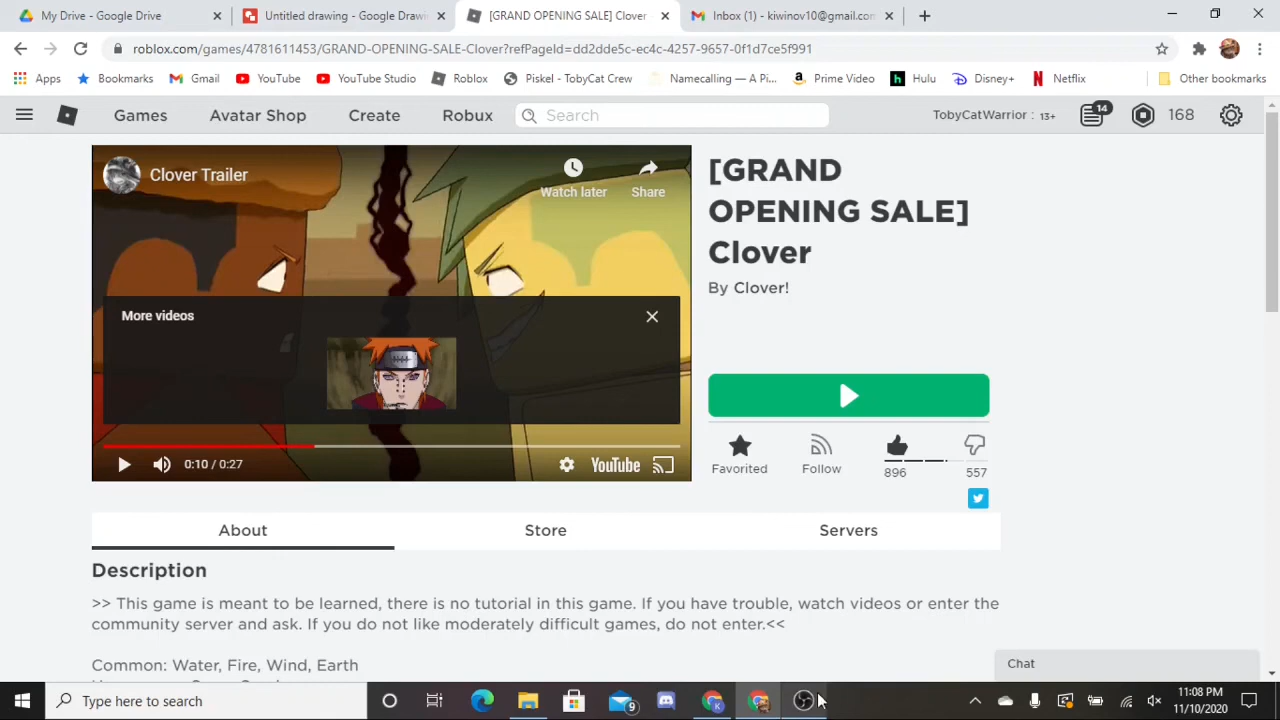 My Drive - Google Drive
Untitled drawing - Google Drawi
[GRAND OPENING SALE] Clover
Inbox (1) - kiwinov10@gmail.con
roblox.com/games/4781611453/GRAND-OPENING-SALE-Clover?refPageId=dd2dde5c-ec4c-4257-9657-0f1d7ce5f991
Apps Bookmarks Gmail YouTube YouTube Studio Roblox Piskel - TobyCat Crew Namecalling — A Pi... Prime Video Hulu Disney+ Netflix Other bookmarks
Games Avatar Shop Create Robux Search TobyCatWarrior : 13+ 14 168
Clover Trailer
Watch later
Share
[GRAND
OPENING SALE]
Clover
By Clover!
More videos
0:10 / 0:27
YouTube
Favorited
Follow
896
557
About Store Servers
Description
>> This game is meant to be learned, there is no tutorial in this game. If you have trouble, watch videos or enter the
community server and ask. If you do not like moderately difficult games, do not enter.<<
Common: Water, Fire, Wind, Earth
Chat
Type here to search
9
11:08 PM
11/10/2020